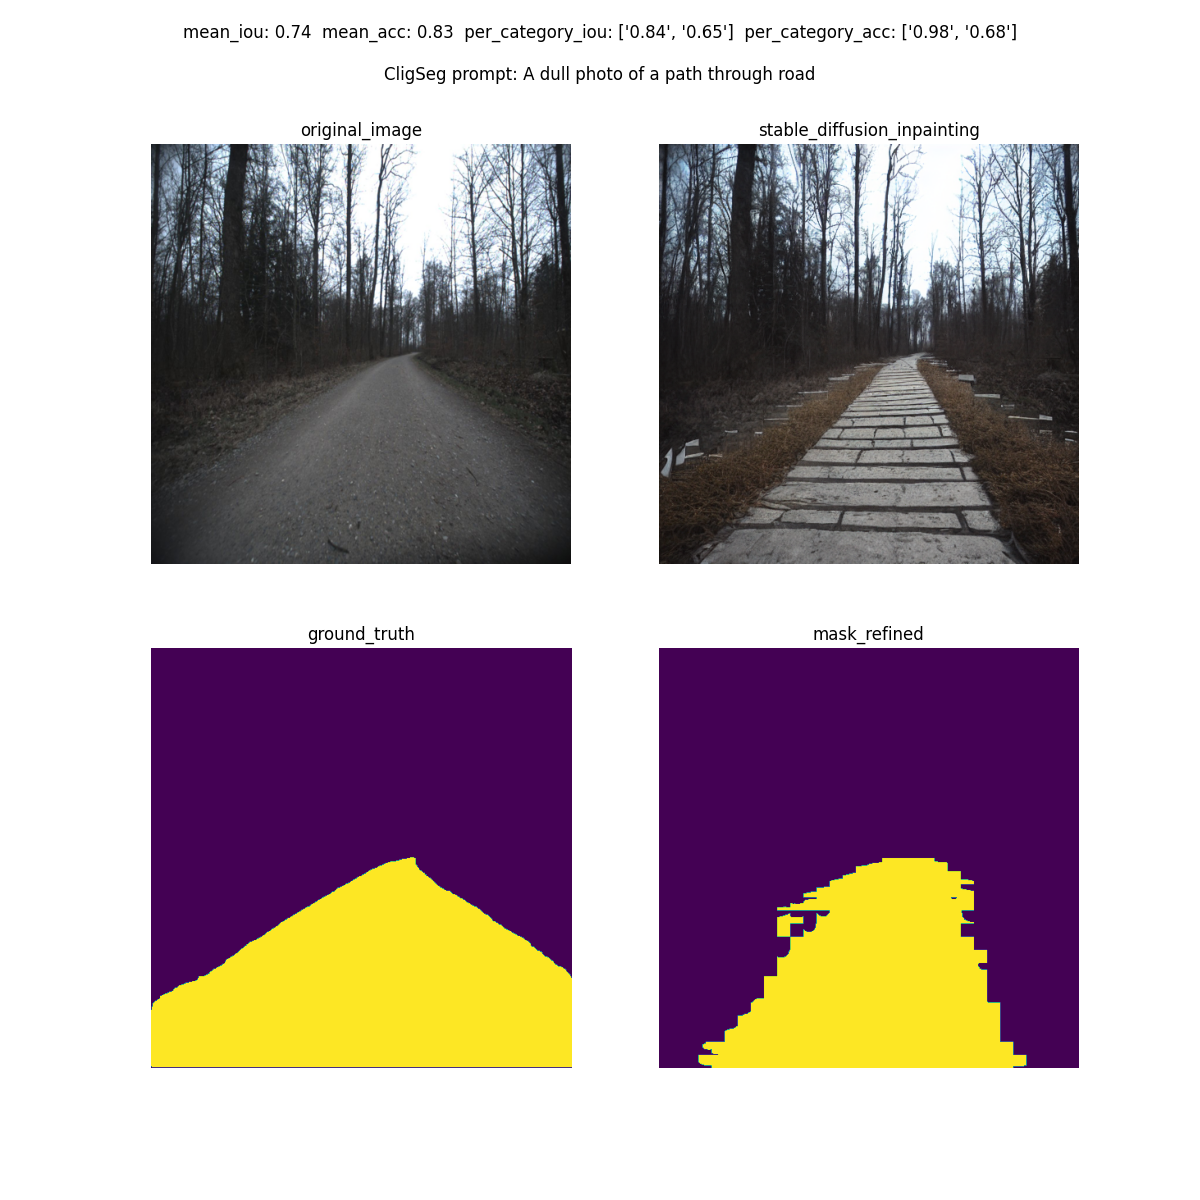 mean_iou: 0.74  mean_acc: 0.83  per_category_iou: ['0.84', '0.65']  per_category_acc: ['0.98', '0.68']
CligSeg prompt: A dull photo of a path through road
original_image
stable_diffusion_inpainting
ground_truth
mask_refined